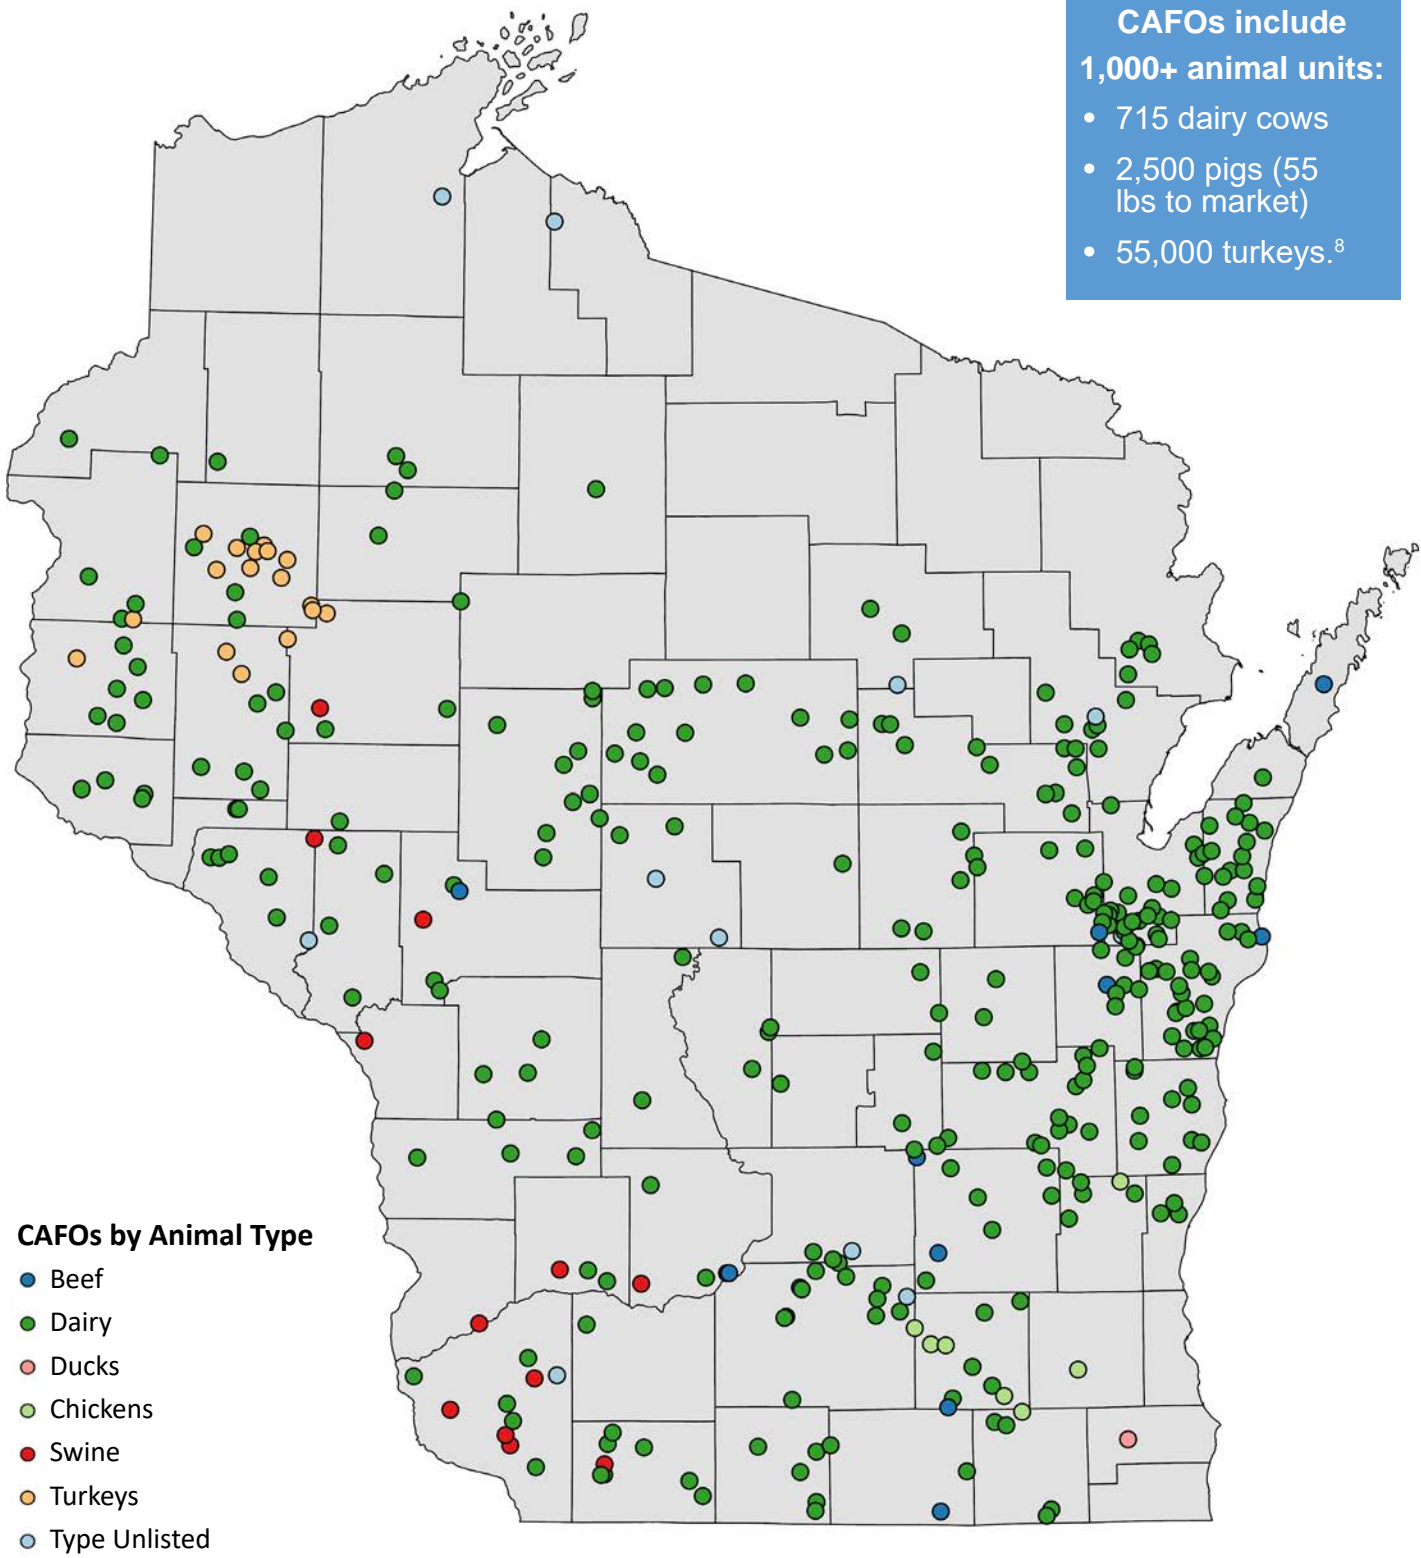 CAFOs include
1,000+ animal units:
• 715 dairy cows
• 2,500 pigs (55
lbs to market)
• 55,000 turkeys.⁸
CAFOs by Animal Type
Beef
Dairy
Ducks
Chickens
Swine
Turkeys
Type Unlisted